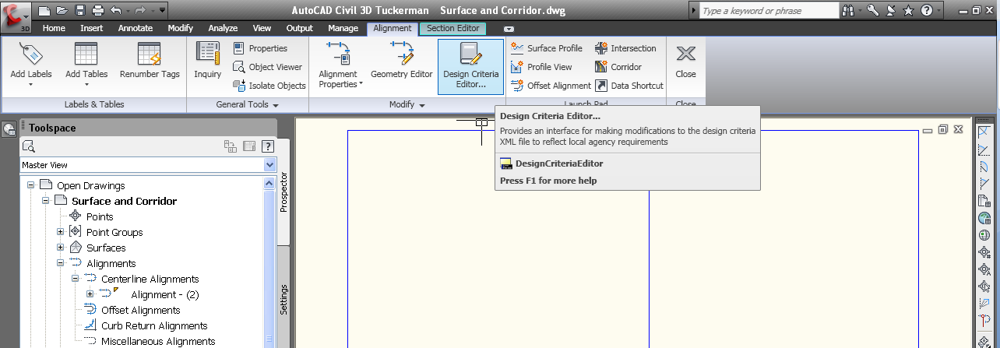 AutoCAD Civil 3D Tuckerman Surface and Corridor.dwg
Type a keyword or phrase
3D
Home Insert Annotate Modify Analyze View Output Manage Alignment Section Editor
Add Labels
Add Tables
Renumber Tags
Labels & Tables
Inquiry
Properties
Object Viewer
Isolate Objects
General Tools
Alignment
Properties
Geometry Editor
Design Criteria
Editor...
Modify
Surface Profile
Profile View
Offset Alignment
Intersection
Corridor
Data Shortcut
Launch Pad
Close
Close
Design Criteria Editor...
Provides an interface for making modifications to the design criteria
XML file to reflect local agency requirements
DesignCriteriaEditor
Press F1 for more help
Toolspace
Master View
Open Drawings
Surface and Corridor
Points
Point Groups
Surfaces
Alignments
Centerline Alignments
Alignment - (2)
Offset Alignments
Curb Return Alignments
Miscellaneous Alignments
Prospector
Settings